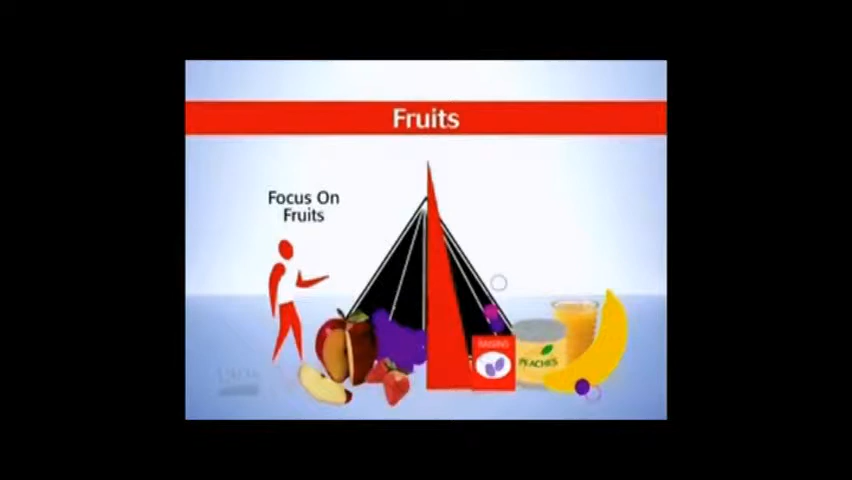 Fruits
Focus On
Fruits
RAISINS
PEACHES